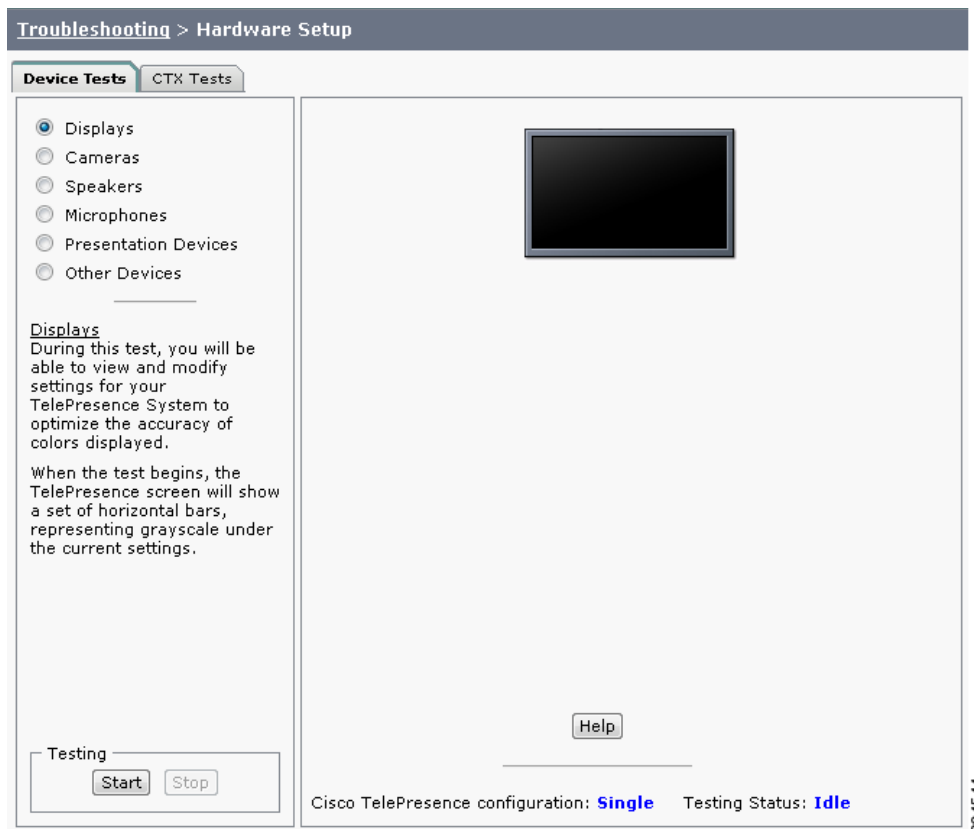 Troubleshooting > Hardware Setup
Device Tests
CTX Tests
Displays
Cameras
Speakers
Microphones
Presentation Devices
Other Devices
Displays
During this test, you will be
able to view and modify
settings for your
TelePresence System to
optimize the accuracy of
colors displayed.
When the test begins, the
TelePresence screen will show
a set of horizontal bars,
representing grayscale under
the current settings.
Testing
Start
Stop
Help
Cisco TelePresence configuration: Single
Testing Status: Idle